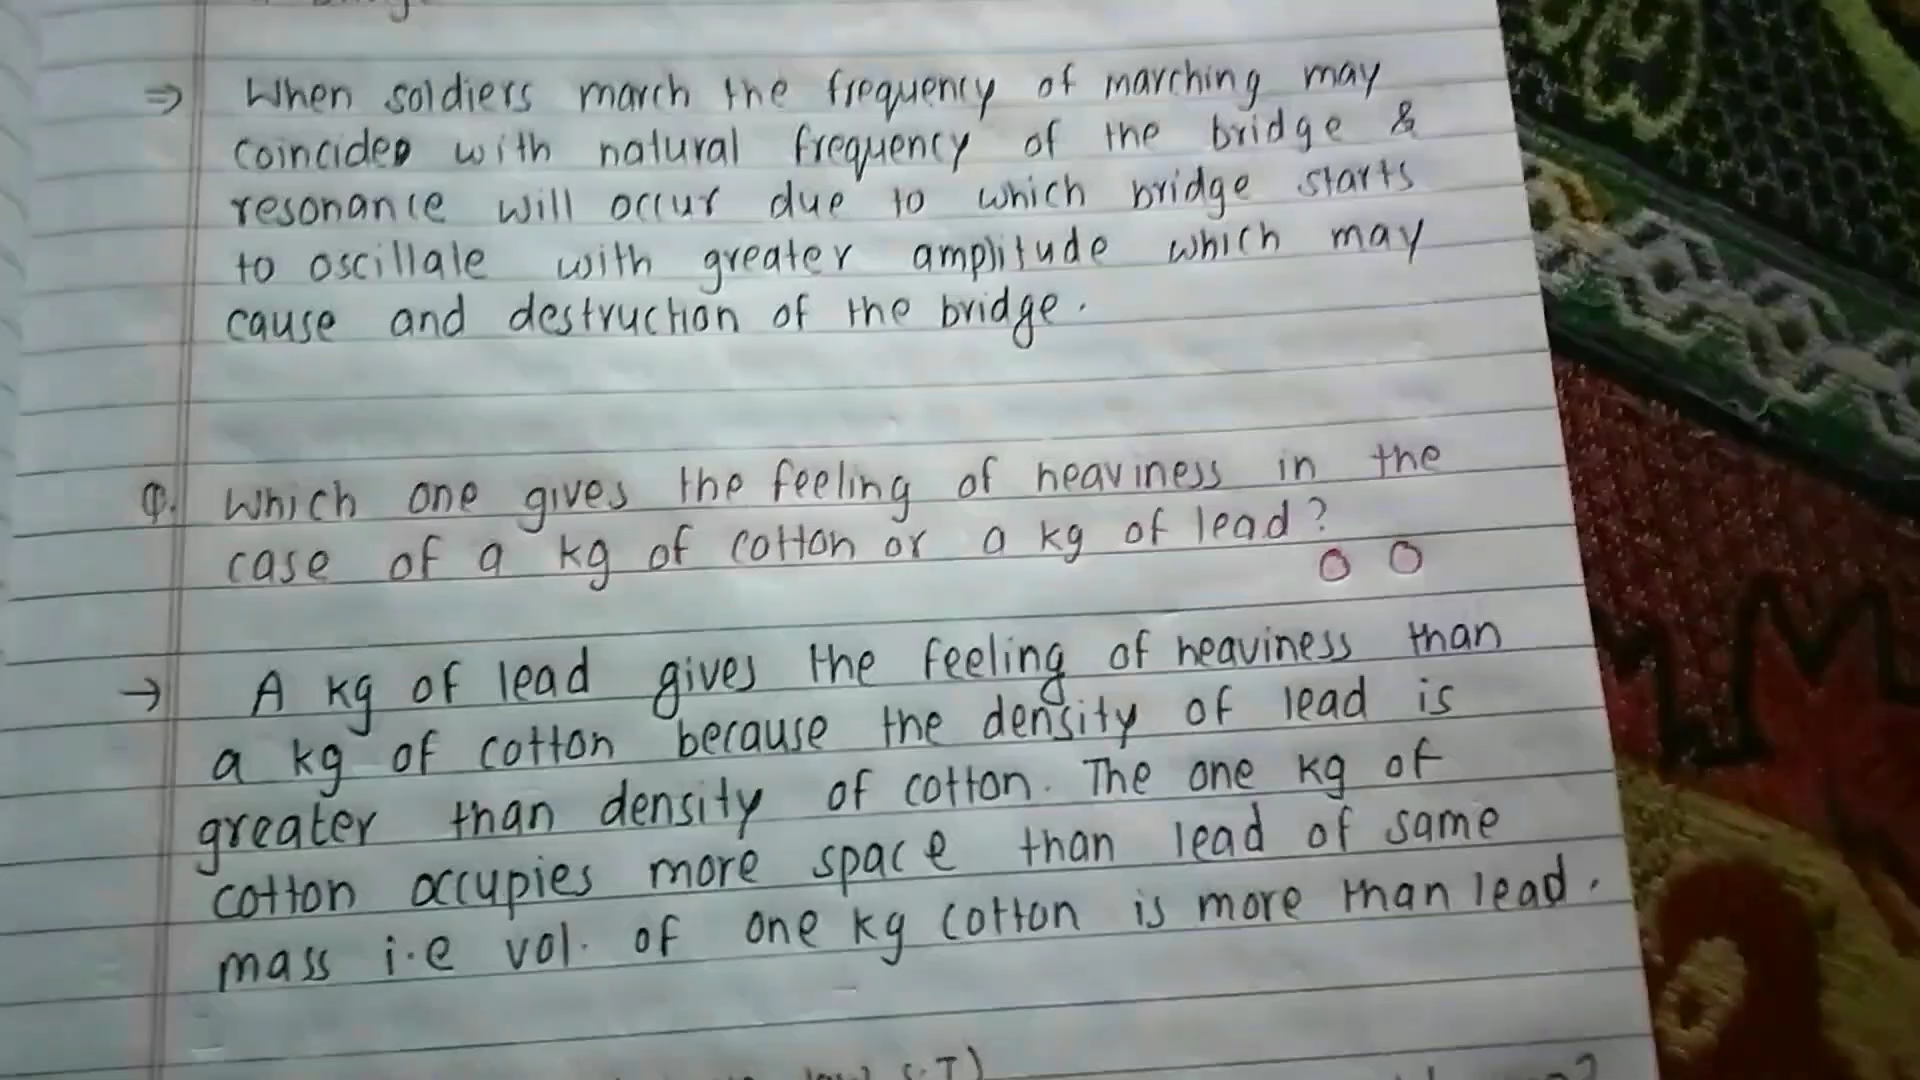 ⇒ When soldiers march the frequency of marching may
coincides with natural frequency of the bridge &
resonance will occur due to which bridge starts
to oscillate with greater amplitude which may
cause and destruction of the bridge.
Q. Which one gives the feeling of heaviness in the
case of a kg of cotton or a kg of lead?
→ A kg of lead gives the feeling of heaviness than
a kg of cotton because the density of lead is
greater than density of cotton. The one kg of
cotton occupies more space than lead of same
mass i.e vol. of one kg cotton is more than lead.